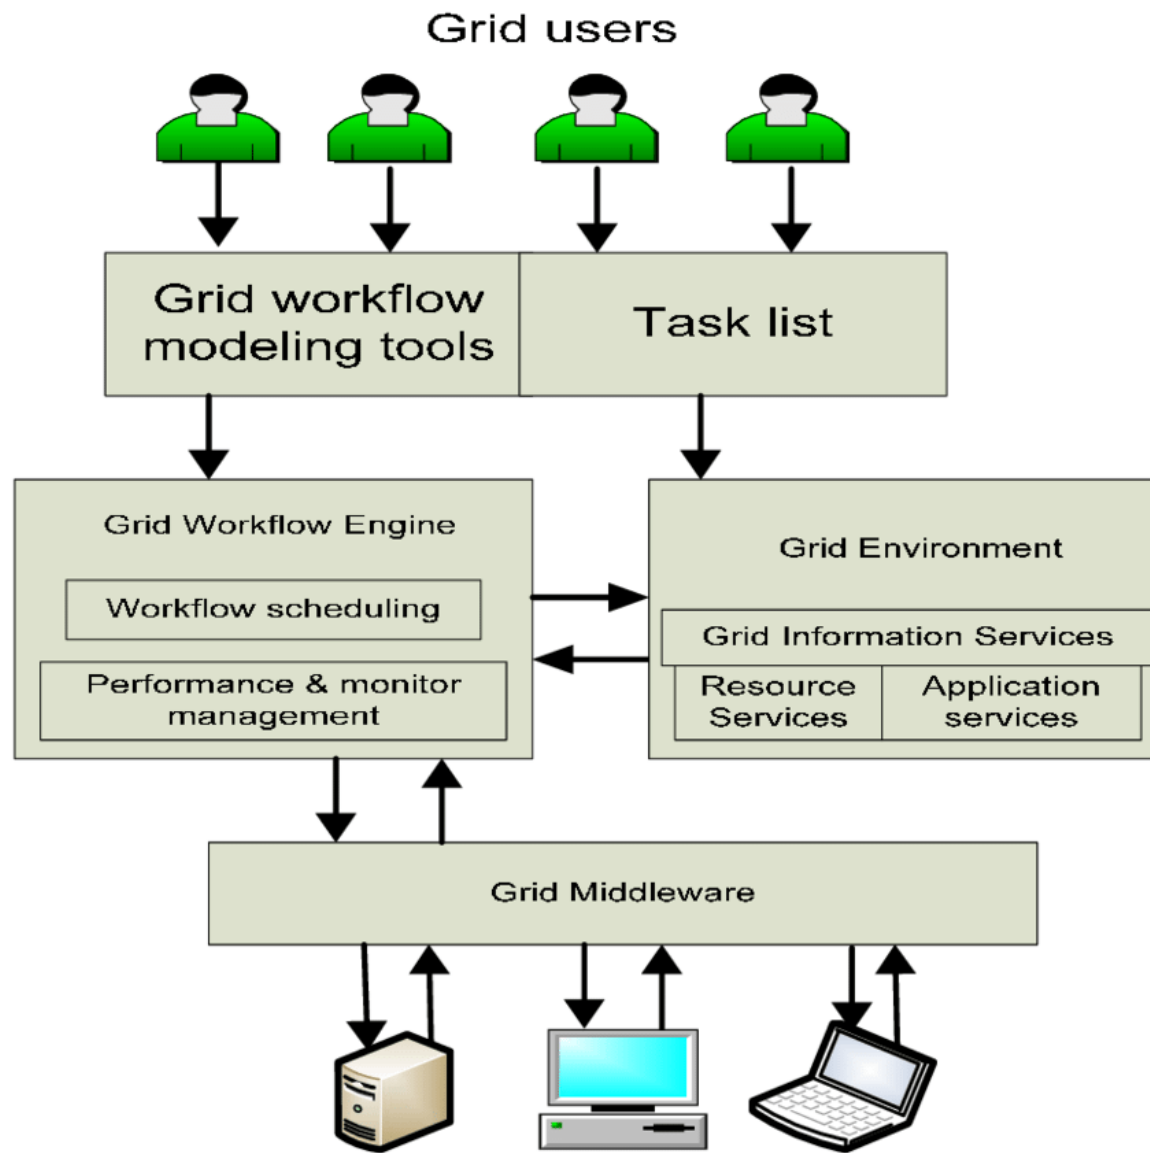 Grid users
Grid workflow
modeling tools
Task list
Grid Workflow Engine
Workflow scheduling
Performance & monitor
management
Grid Environment
Grid Information Services
Resource
Services
Application
services
Grid Middleware